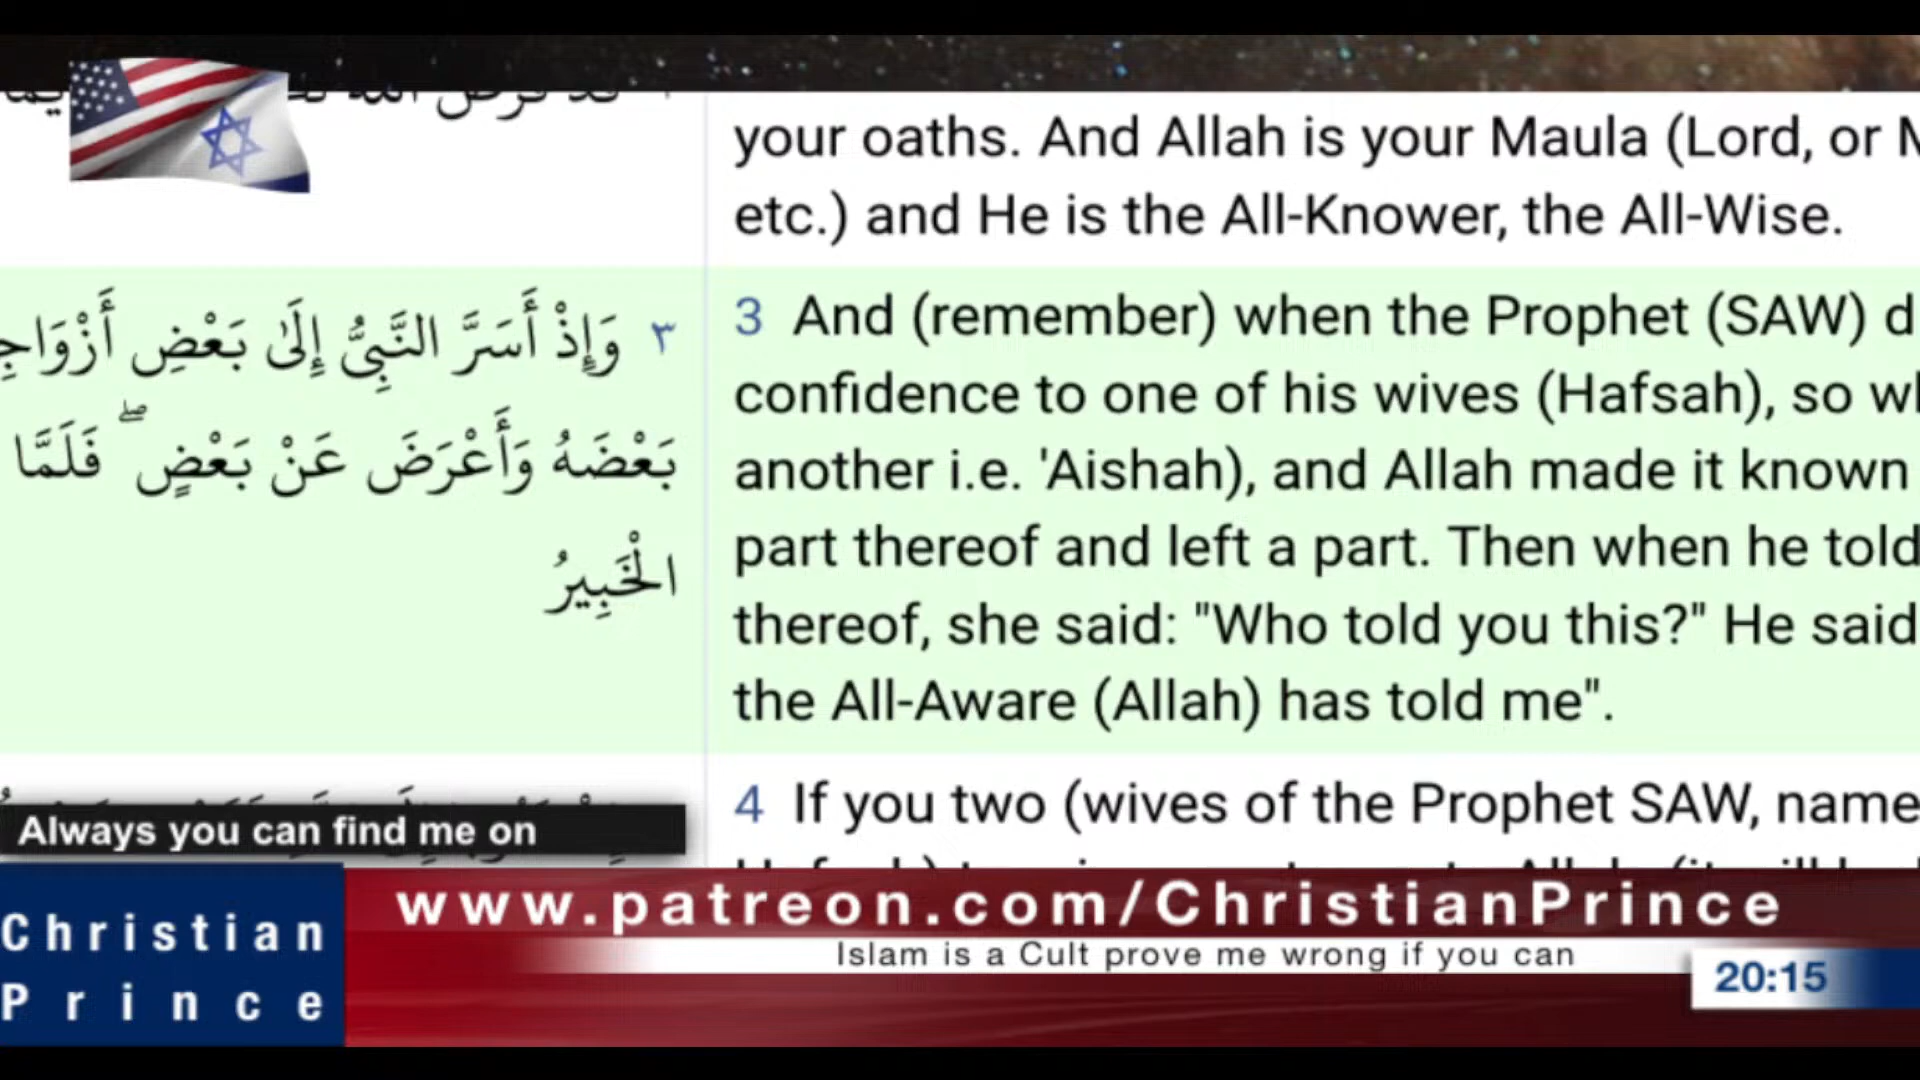 your oaths. And Allah is your Maula (Lord, or
etc.) and He is the All-Knower, the All-Wise.
٣ وَإِذْ أَسَرَّ النَّبِيُّ إِلَىٰ بَعْضِ
بَعْضَهُ وَأَعْرَضَ عَنْ بَعْضٍ ۖ فَلَمَّا
الْخَبِيرُ
3 And (remember) when the Prophet (SAW) d
confidence to one of his wives (Hafsah), so
another i.e. 'Aishah), and Allah made it known
part thereof and left a part. Then when he told
thereof, she said: "Who told you this?" He said
the All-Aware (Allah) has told me".
4 If you two (wives of the Prophet SAW, name
Always you can find me on
Christian
Prince
www.patreon.com/ChristianPrince
Islam is a Cult prove me wrong if you can
20:15